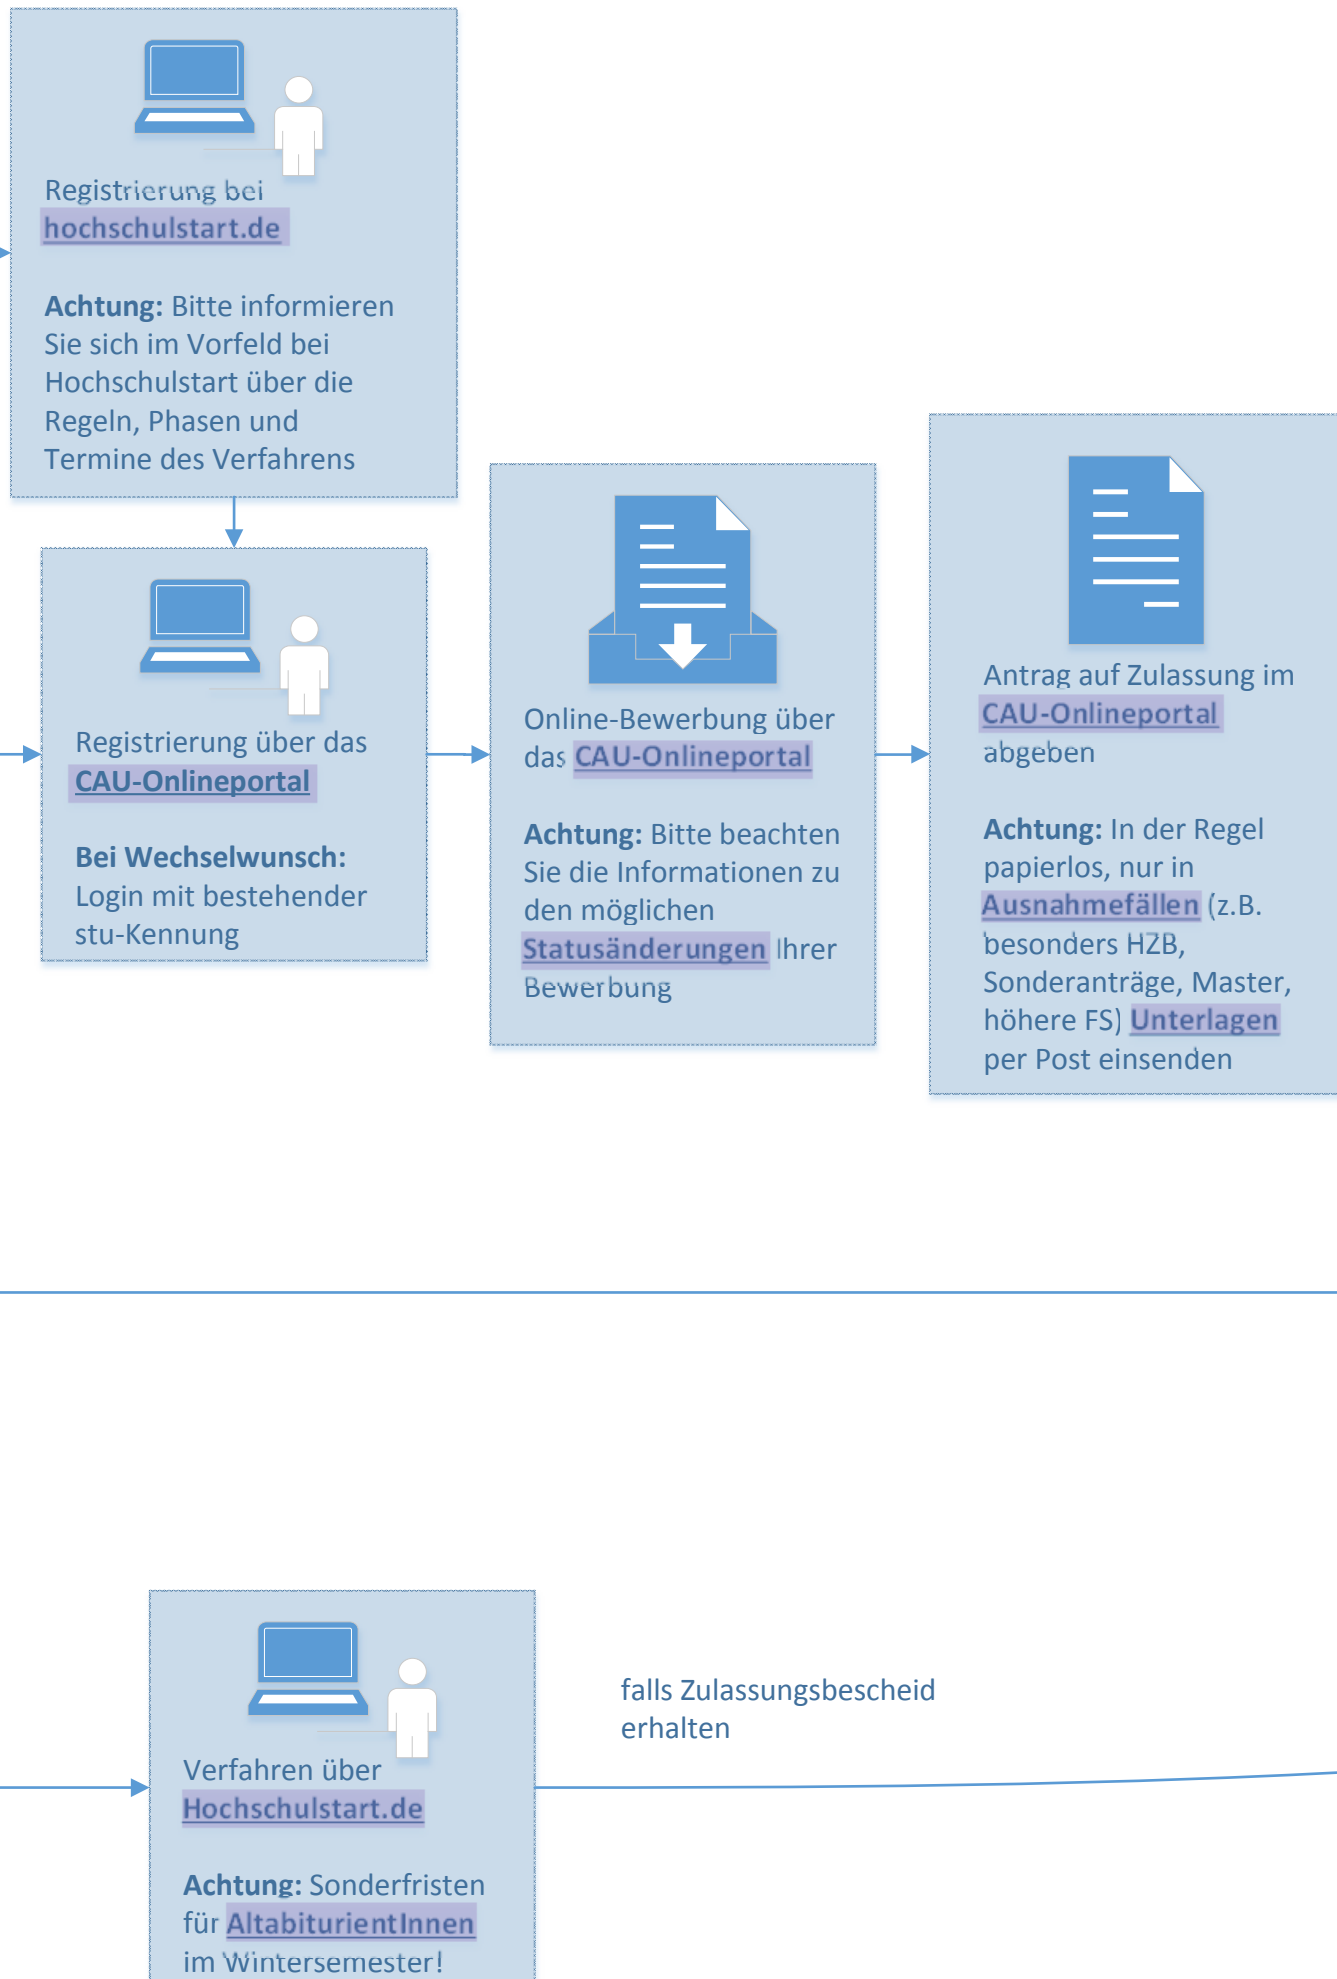 Registrierung bei
hochschulstart.de
Achtung: Bitte informieren
Sie sich im Vorfeld bei
Hochschulstart über die
Regeln, Phasen und
Termine des Verfahrens
Registrierung über das
CAU-Onlineportal
Bei Wechselwunsch:
Login mit bestehender
stu-Kennung
Online-Bewerbung über
das CAU-Onlineportal
Achtung: Bitte beachten
Sie die Informationen zu
den möglichen
Statusänderungen Ihrer
Bewerbung
Antrag auf Zulassung im
CAU-Onlineportal
abgeben
Achtung: In der Regel
papierlos, nur in
Ausnahmefällen (z.B.
besonders HZB,
Sonderanträge, Master,
höhere FS) Unterlagen
per Post einsenden
Verfahren über
Hochschulstart.de
Achtung: Sonderfristen
für AltabiturientInnen
im Wintersemester!
falls Zulassungsbescheid
erhalten